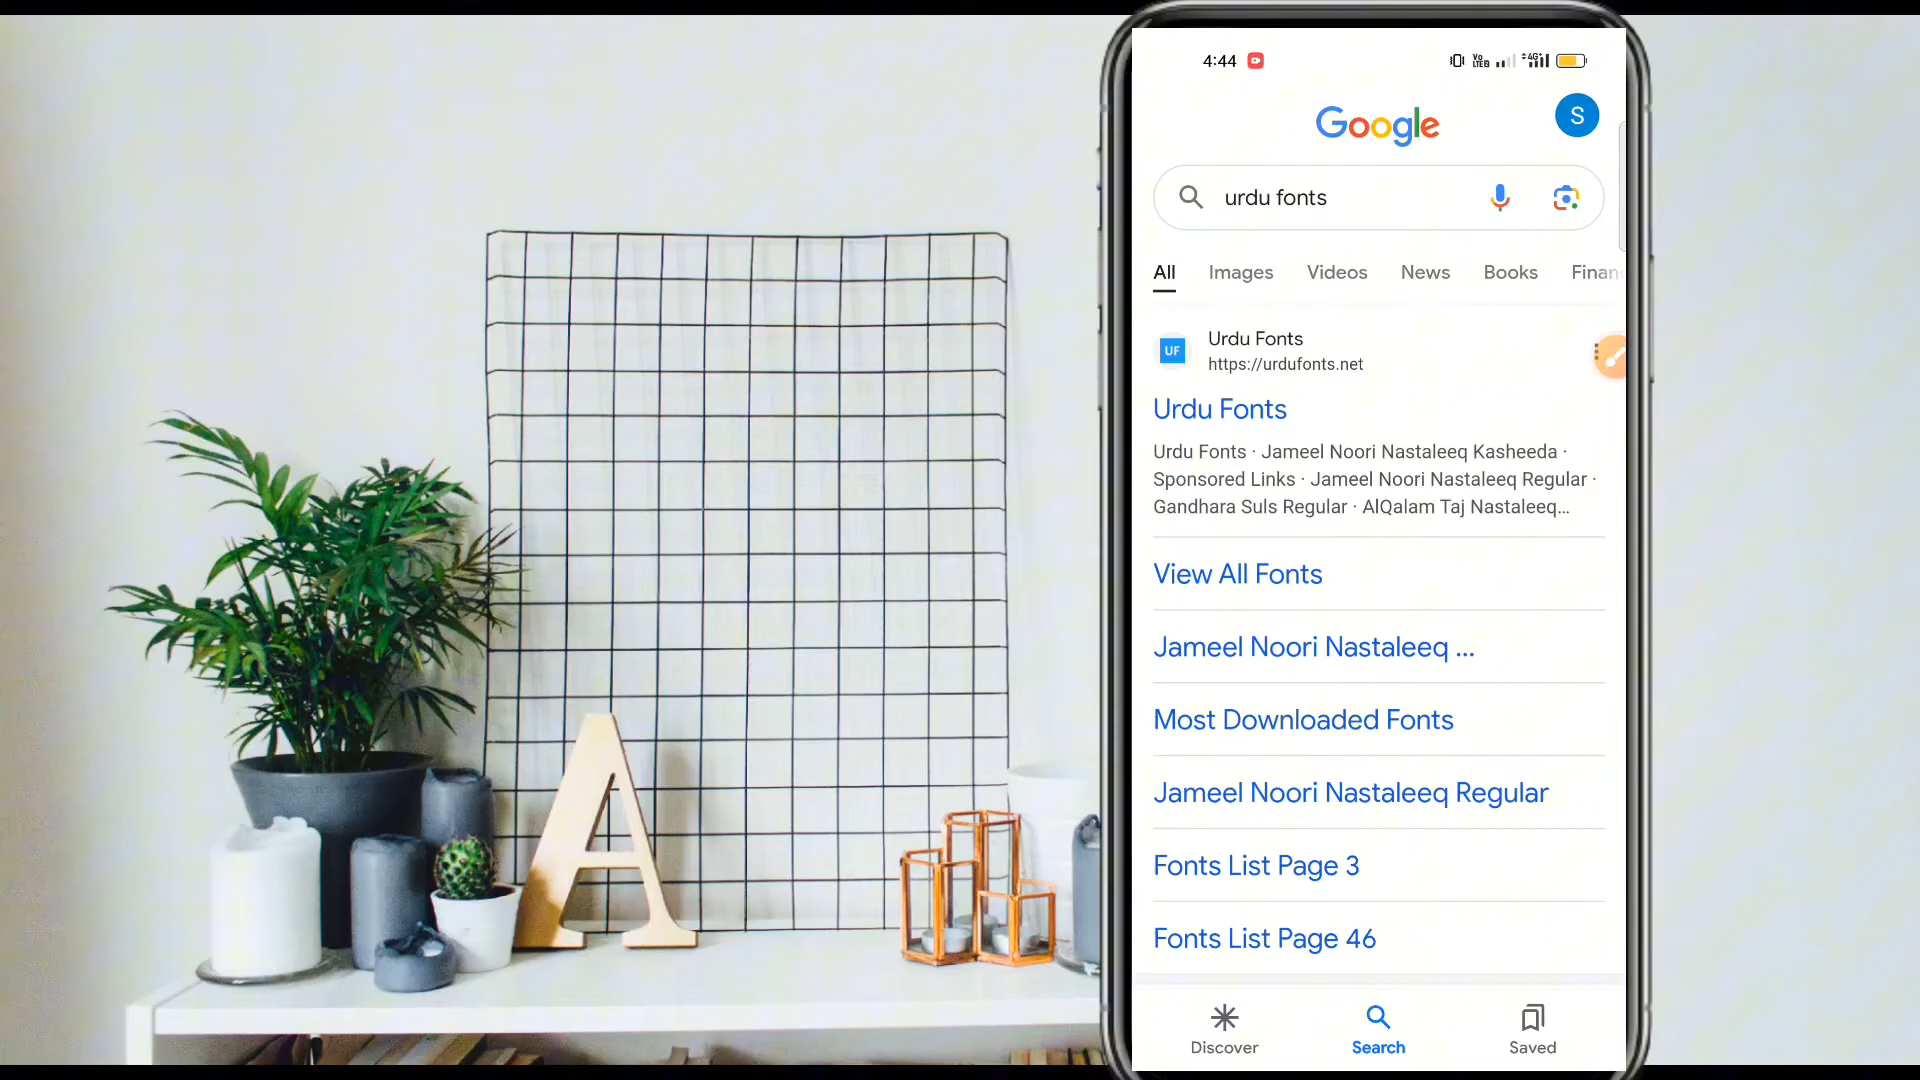 4:44
Vo LTE2 4G+
Google
S
urdu fonts
All Images Videos News Books Finan
UF
Urdu Fonts
https://urdufonts.net
Urdu Fonts
Urdu Fonts · Jameel Noori Nastaleeq Kasheeda ·
Sponsored Links · Jameel Noori Nastaleeq Regular ·
Gandhara Suls Regular · AlQalam Taj Nastaleeq...
View All Fonts
Jameel Noori Nastaleeq ...
Most Downloaded Fonts
Jameel Noori Nastaleeq Regular
Fonts List Page 3
Fonts List Page 46
Discover Search Saved
A